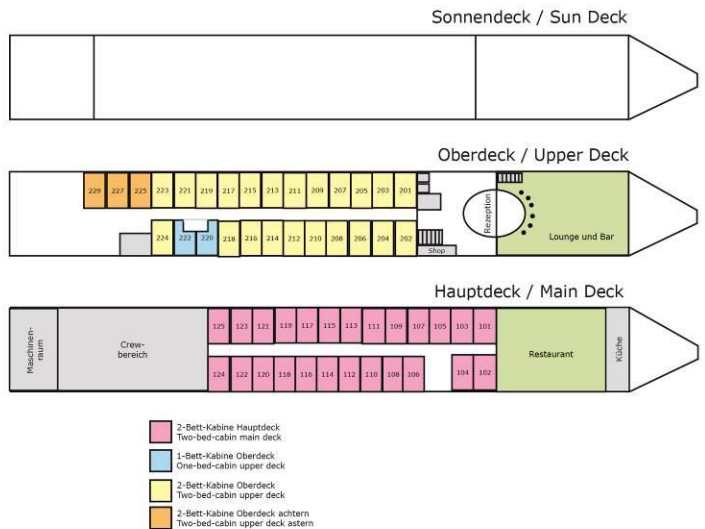 Sonnendeck / Sun Deck
Oberdeck / Upper Deck
229 227 225 223 221 219 217 215 213 211 209 207 205 203 201
Rezeption
224 222 220 218 216 214 212 210 208 206 204 202
Shop
Lounge und Bar
Hauptdeck / Main Deck
125 123 121 119 117 115 113 111 109 107 105 103 101
Maschinen-
raum
Crew-
bereich
Restaurant
Küche
124 122 120 118 116 114 112 110 108 106 104 102
2-Bett-Kabine Hauptdeck
Two-bed-cabin main deck
1-Bett-Kabine Oberdeck
One-bed-cabin upper deck
2-Bett-Kabine Oberdeck
Two-bed-cabin upper deck
2-Bett-Kabine Oberdeck achtern
Two-bed-cabin upper deck astern